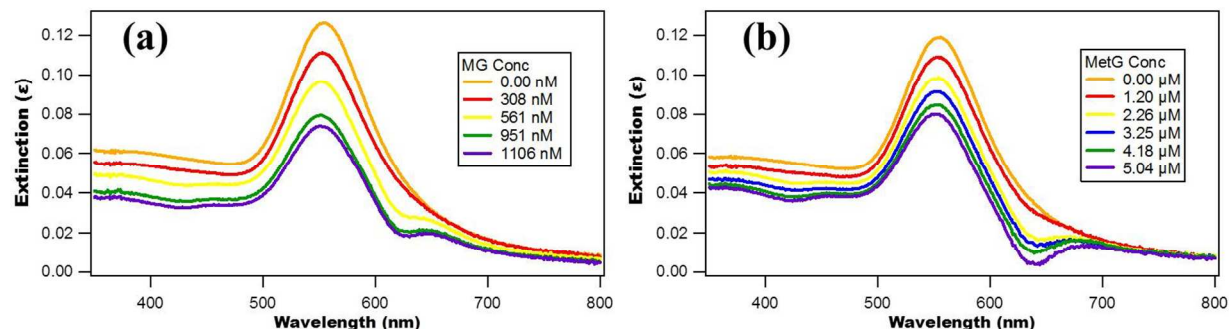 (a)
Extinction (ε)
0.12
0.10
0.08
0.06
0.04
0.02
0.00
MG Conc
0.00 nM
308 nM
561 nM
951 nM
1106 nM
400
500
600
700
800
Wavelength (nm)
(b)
Extinction (ε)
0.12
0.10
0.08
0.06
0.04
0.02
0.00
MetG Conc
0.00 µM
1.20 µM
2.26 µM
3.25 µM
4.18 µM
5.04 µM
400
500
600
700
800
Wavelength (nm)